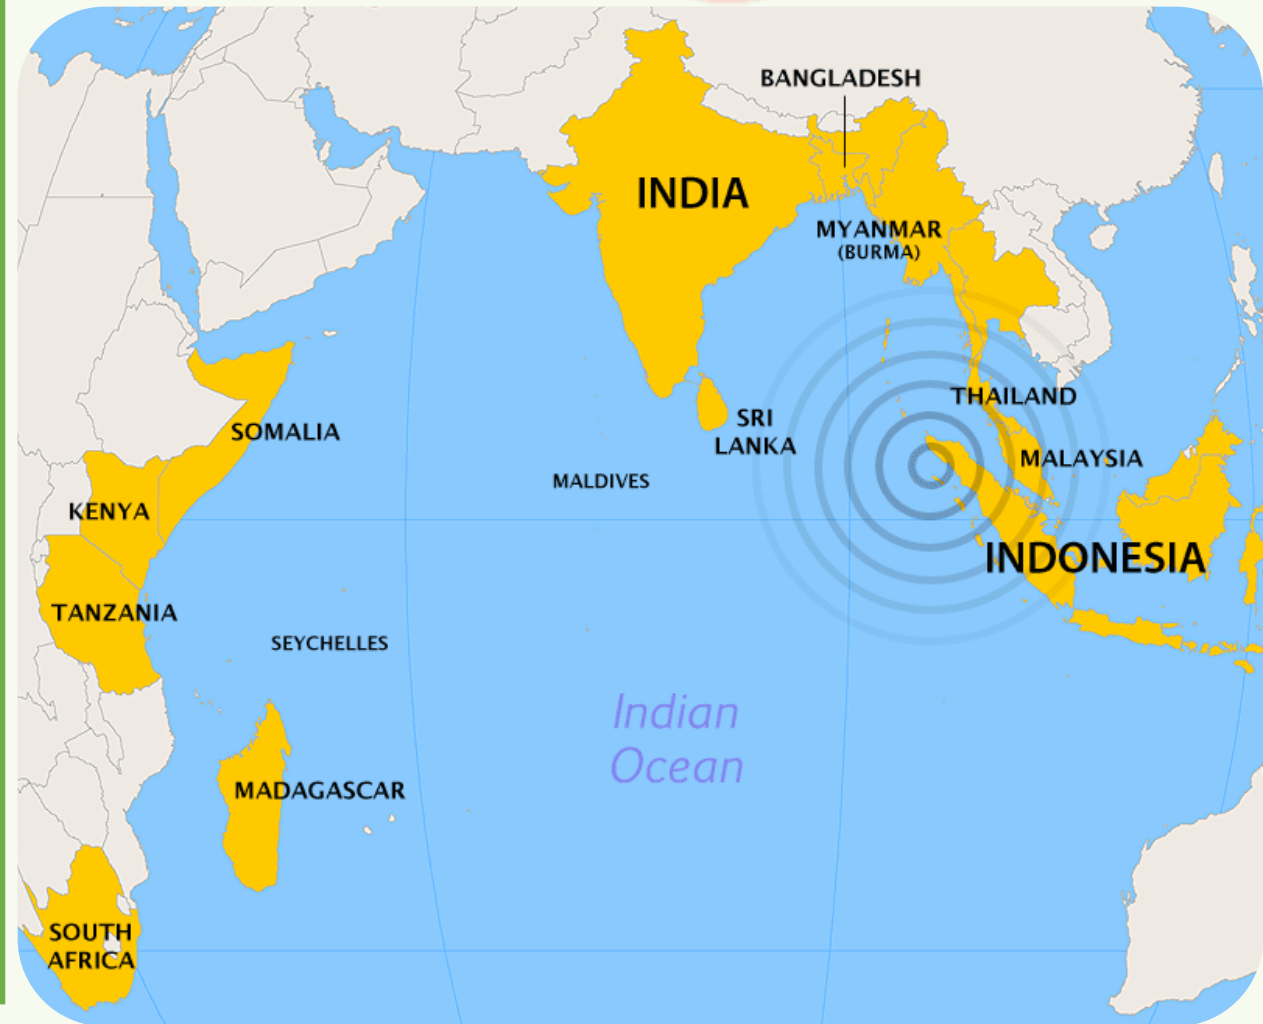 BANGLADESH
INDIA
MYANMAR
(BURMA)
THAILAND
SRI
LANKA
SOMALIA
MALAYSIA
MALDIVES
KENYA
INDONESIA
TANZANIA
SEYCHELLES
Indian
Ocean
MADAGASCAR
SOUTH
AFRICA